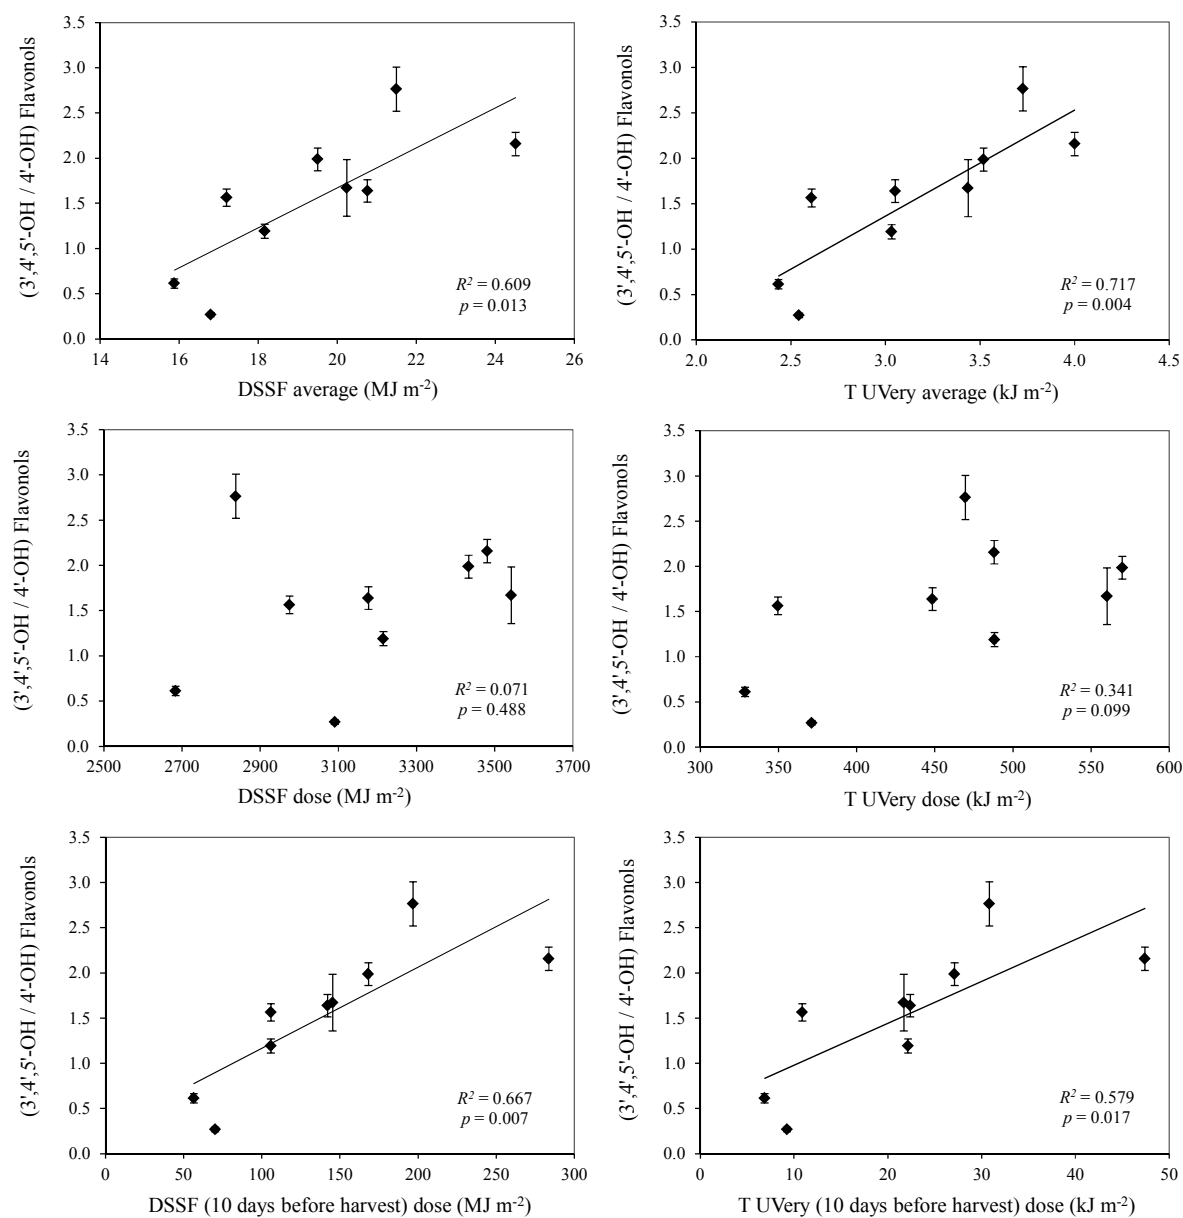 (3',4',5'-OH / 4'-OH) Flavonols
3.5
3.0
2.5
2.0
1.5
1.0
0.5
0.0
R² = 0.609
p = 0.013
14 16 18 20 22 24 26
DSSF average (MJ m⁻²)
(3',4',5'-OH / 4'-OH) Flavonols
3.5
3.0
2.5
2.0
1.5
1.0
0.5
0.0
R² = 0.717
p = 0.004
2.0 2.5 3.0 3.5 4.0 4.5
T UVery average (kJ m⁻²)
(3',4',5'-OH / 4'-OH) Flavonols
3.5
3.0
2.5
2.0
1.5
1.0
0.5
0.0
R² = 0.071
p = 0.488
2500 2700 2900 3100 3300 3500 3700
DSSF dose (MJ m⁻²)
(3',4',5'-OH / 4'-OH) Flavonols
3.5
3.0
2.5
2.0
1.5
1.0
0.5
0.0
R² = 0.341
p = 0.099
300 350 400 450 500 550 600
T UVery dose (kJ m⁻²)
(3',4',5'-OH / 4'-OH) Flavonols
3.5
3.0
2.5
2.0
1.5
1.0
0.5
0.0
R² = 0.667
p = 0.007
0 50 100 150 200 250 300
DSSF (10 days before harvest) dose (MJ m⁻²)
(3',4',5'-OH / 4'-OH) Flavonols
3.5
3.0
2.5
2.0
1.5
1.0
0.5
0.0
R² = 0.579
p = 0.017
0 10 20 30 40 50
T UVery (10 days before harvest) dose (kJ m⁻²)